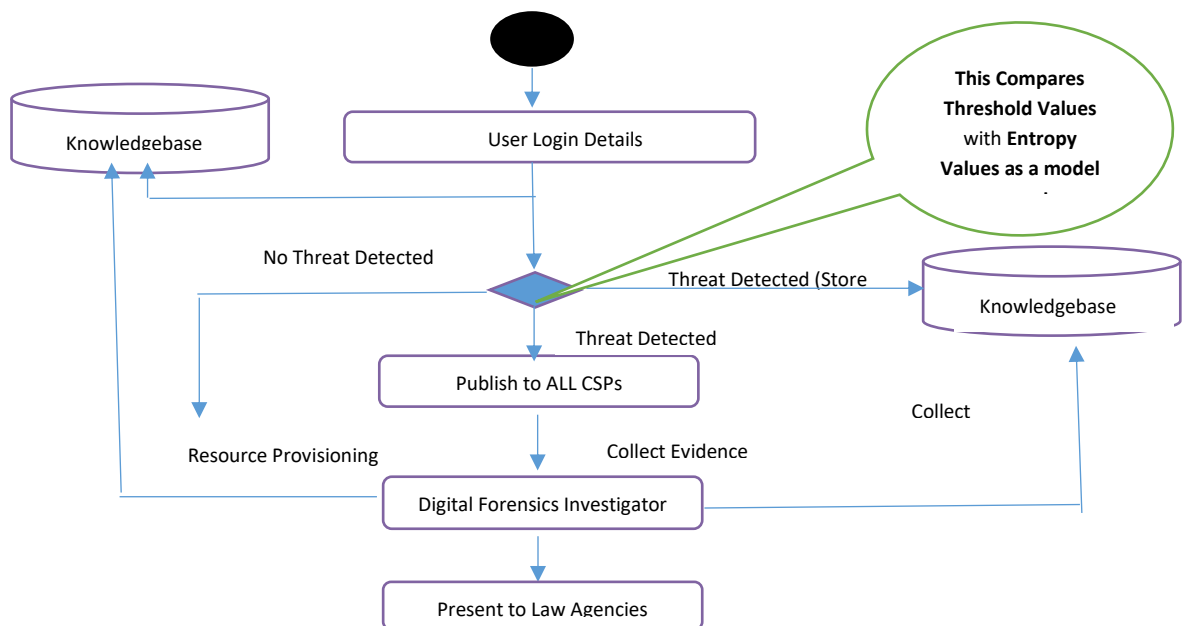 This Compares
Threshold Values
with Entropy
Values as a model
Knowledgebase
User Login Details
No Threat Detected
Threat Detected (Store
Knowledgebase
Threat Detected
Publish to ALL CSPs
Collect
Resource Provisioning
Collect Evidence
Digital Forensics Investigator
Present to Law Agencies